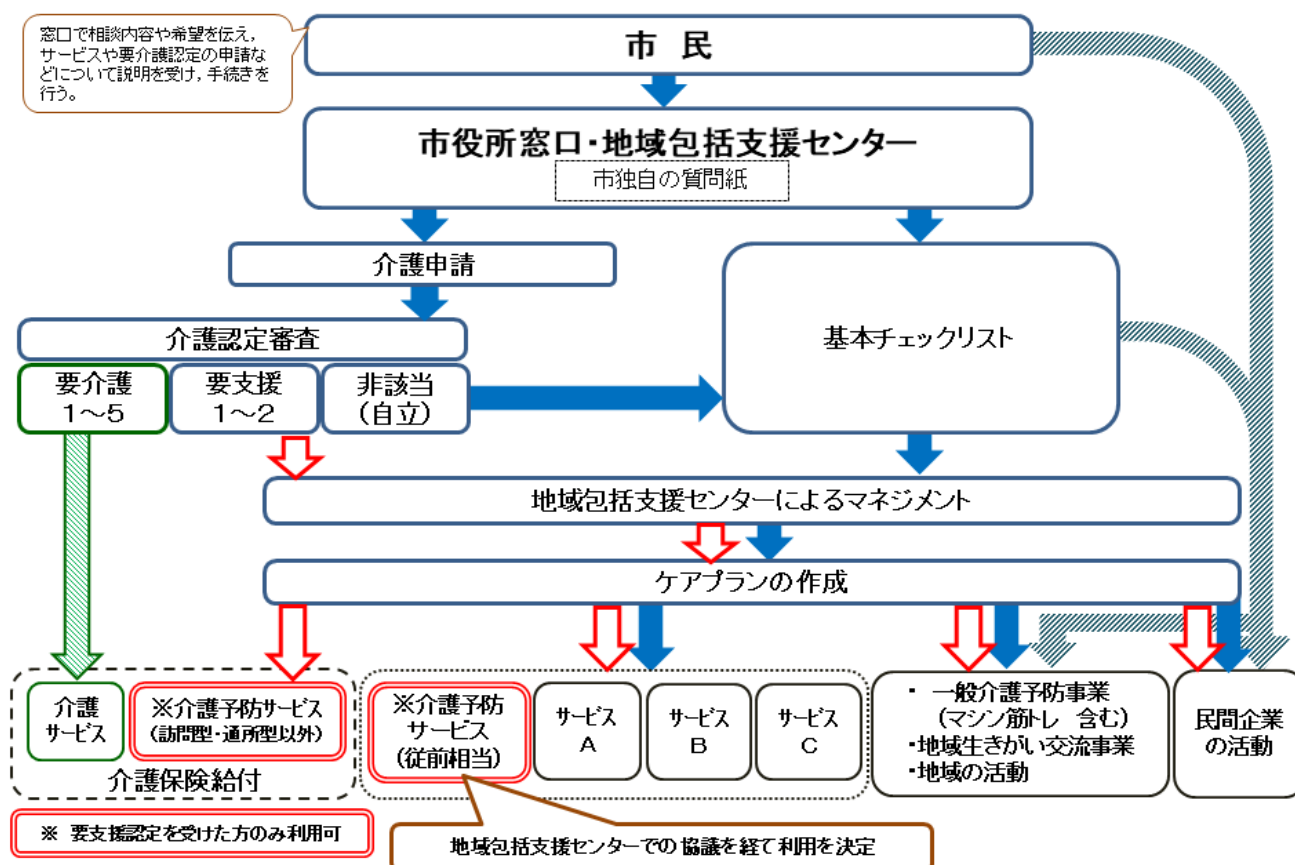 窓口で相談内容や希望を伝え，
サービスや要介護認定の申請な
どについて説明を受け，手続きを
行う。
市 民
市役所窓口・地域包括支援センター
市独自の質問紙
介護申請
介護認定審査
要介護
１～５
要支援
１～２
非該当
（自立）
基本チェックリスト
地域包括支援センターによるマネジメント
ケアプランの作成
介護
サービス
※介護予防サービス
（訪問型・通所型以外）
介護保険給付
※介護予防
サービス
（従前相当）
サービス
A
サービス
B
サービス
C
・ 一般介護予防事業
（マシン筋トレ 含む）
・地域生きがい交流事業
・地域の活動
民間企業
の活動
※ 要支援認定を受けた方のみ利用可
地域包括支援センターでの協議を経て利用を決定